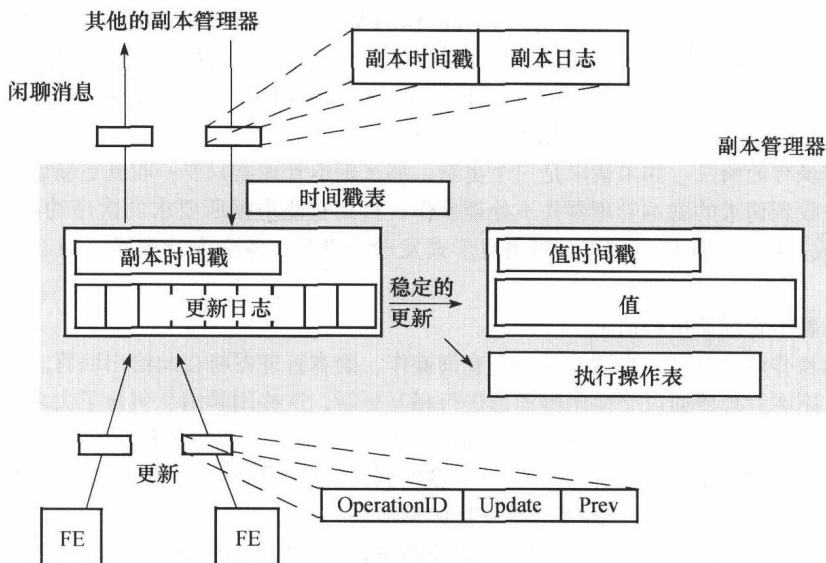 其他的副本管理器
副本时间戳
副本日志
闲聊消息
副本管理器
时间戳表
副本时间戳
更新日志
稳定的
更新
值时间戳
值
执行操作表
更新
OperationID
Update
Prev
FE
FE